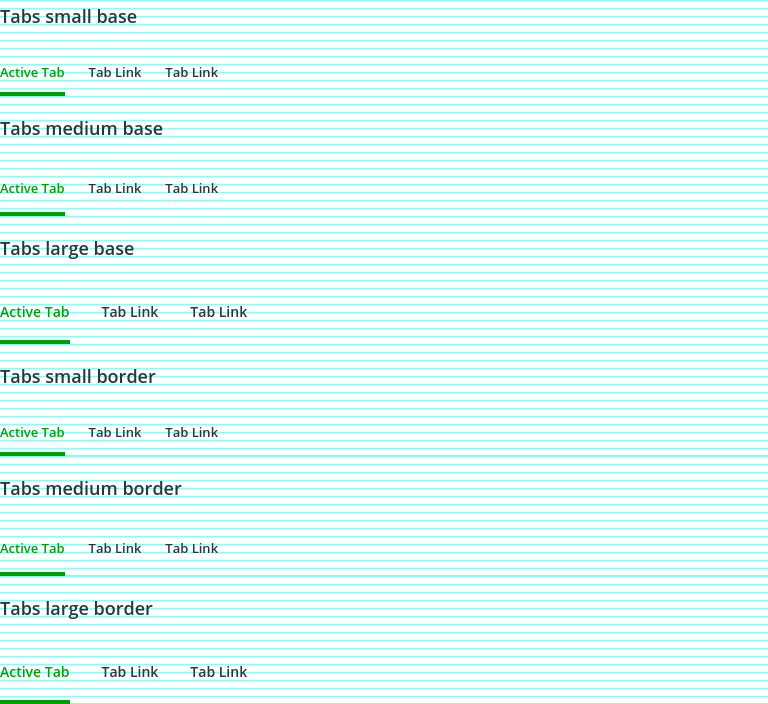 Tabs small base
Active Tab Tab Link Tab Link
Tabs medium base
Active Tab Tab Link Tab Link
Tabs large base
Active Tab Tab Link Tab Link
Tabs small border
Active Tab Tab Link Tab Link
Tabs medium border
Active Tab Tab Link Tab Link
Tabs large border
Active Tab Tab Link Tab Link